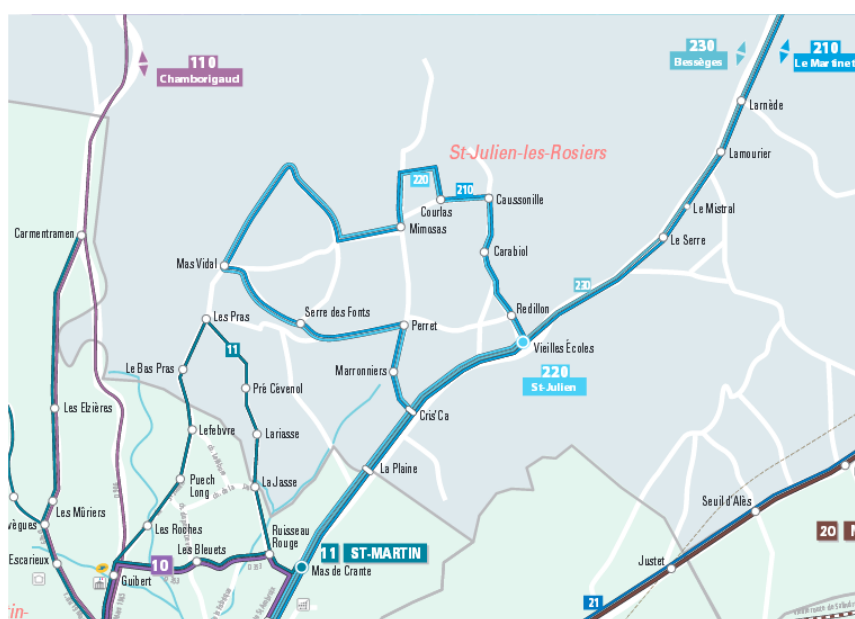 110
Chamborigaud
230
Bessèges
210
Le Martinet
Larnède
St-Julien-les-Rosiers
Lamourier
220
210
Courlas
Caussonille
Mimosas
Le Mistral
Carmentramen
Le Serre
Carabiol
Mas Vidal
230
Les Pras
Serre des Fonts
Redillon
Perret
11
Vieilles Écoles
Le Bas Pras
Marronniers
220
St-Julien
Pré Cévenol
Les Elzières
Cris'Ca
Lefebvre
Lariasse
La Plaine
Puech
Long
La Jasse
Seuil d'Alès
Les Mûriers
vègues
Les Roches
Ruisseau
Rouge
20
Les Bleuets
11 ST-MARTIN
Escarieux
10
Mas de Crante
Justet
Guibert
21
tin-